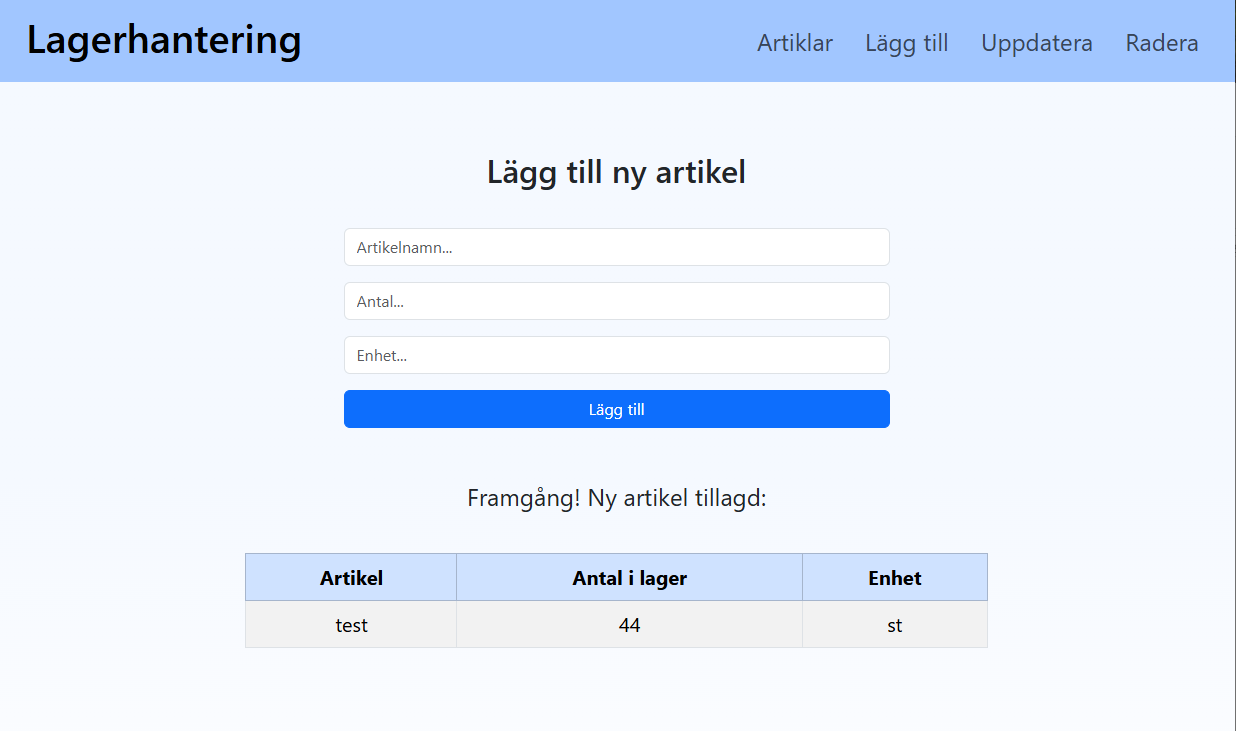 Lagerhantering
Artiklar Lägg till Uppdatera Radera
Lägg till ny artikel
Artikelnamn...
Antal...
Enhet...
Lägg till
Framgång! Ny artikel tillagd:
Artikel Antal i lager Enhet
test 44 st